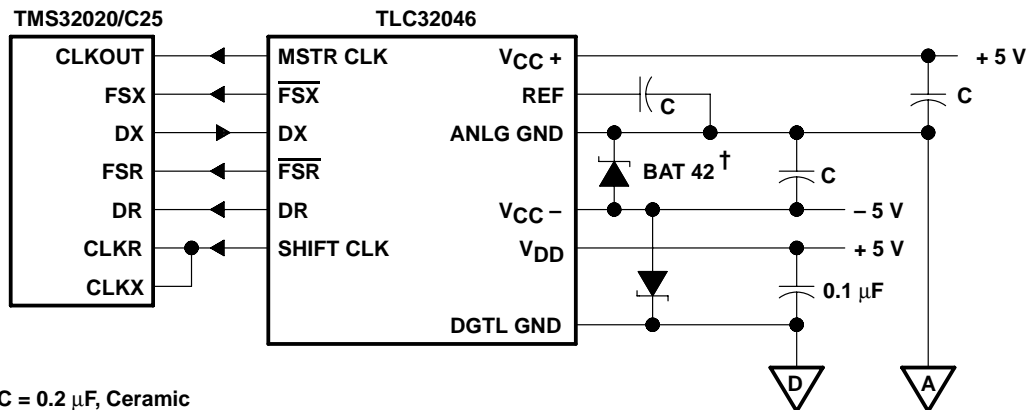 TMS32020/C25
TLC32046
CLKOUT
MSTR CLK
VCC +
+ 5 V
FSX
FSX
REF
C
C
DX
DX
ANLG GND
FSR
FSR
BAT 42 †
C
DR
DR
VCC –
– 5 V
CLKR
SHIFT CLK
VDD
+ 5 V
CLKX
0.1 μF
DGTL GND
D
A
C = 0.2 μF, Ceramic